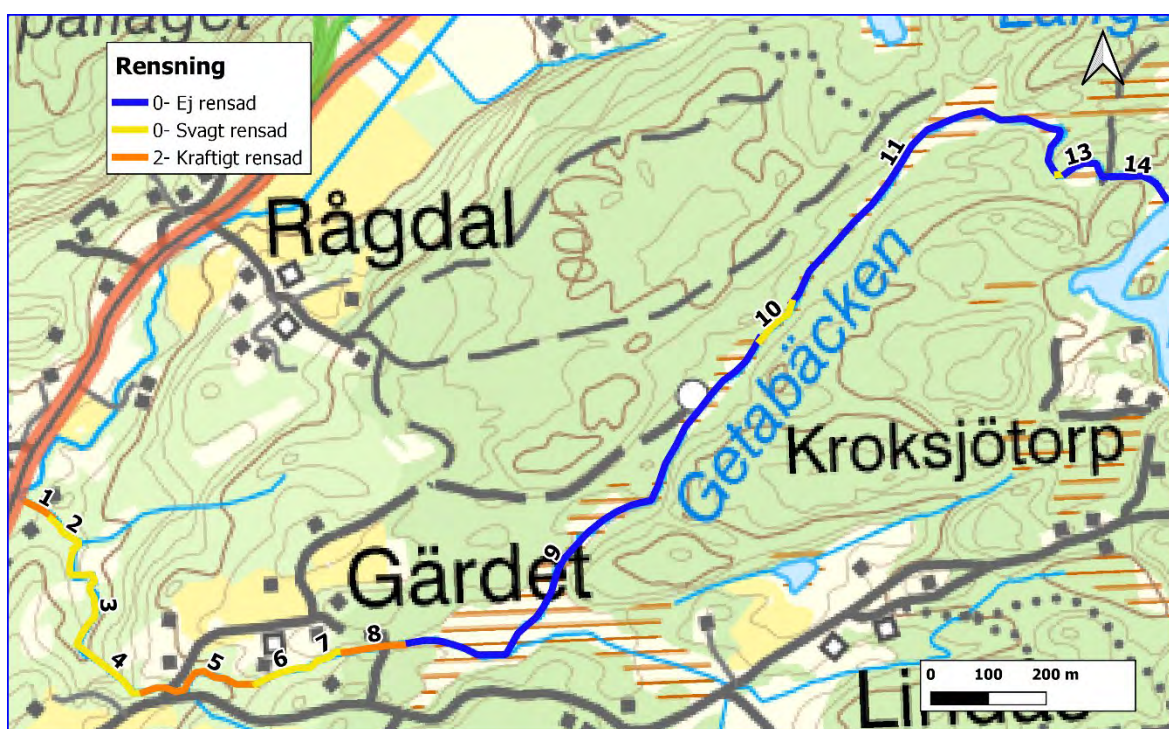 Rensning
0- Ej rensad
0- Svagt rensad
2- Kraftigt rensad
Rågdal
11
13
14
10
Getabäcken
Kroksjötorp
1
2
3
4
5
6
7
8
9
Gärdet
0 100 200 m